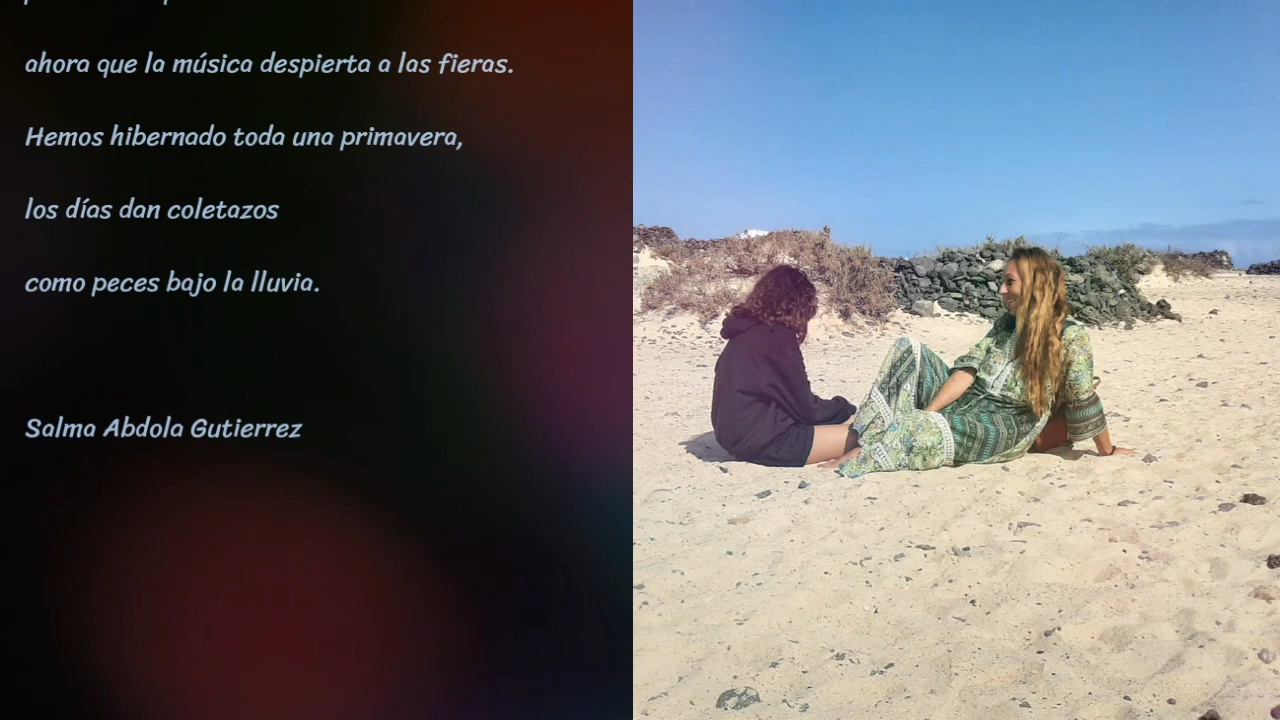 ahora que la música despierta a las fieras.
Hemos hibernado toda una primavera,
los días dan coletazos
como peces bajo la lluvia.
Salma Abdola Gutierrez